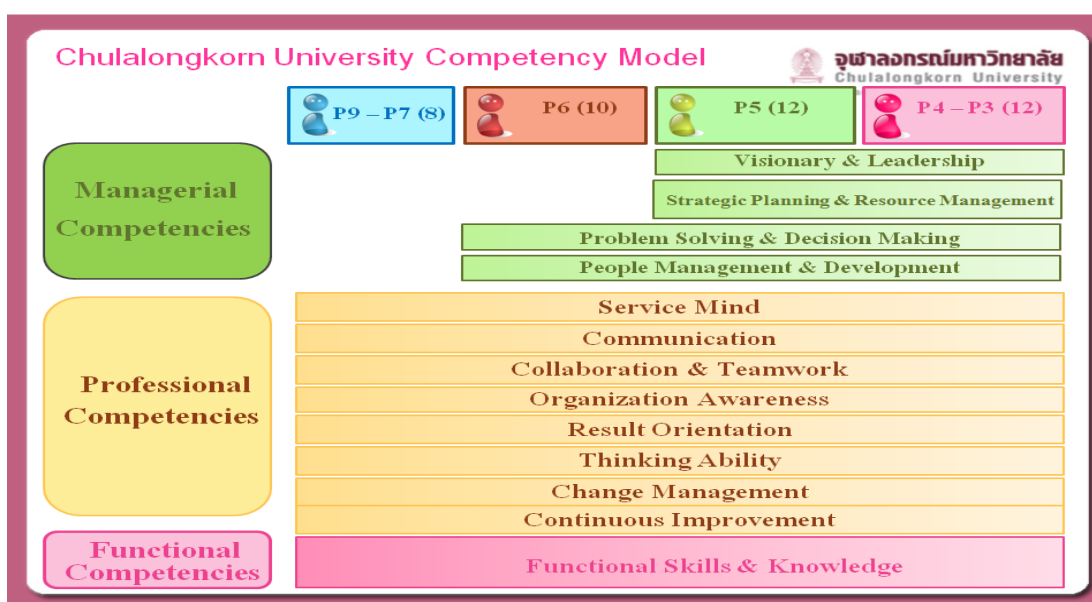 Chulalongkorn University Competency Model
จุฬาลงกรณ์มหาวิทยาลัย
Chulalongkorn University
P9 – P7 (8)
P6 (10)
P5 (12)
P4 – P3 (12)
Managerial
Competencies
Visionary & Leadership
Strategic Planning & Resource Management
Problem Solving & Decision Making
People Management & Development
Professional
Competencies
Service Mind
Communication
Collaboration & Teamwork
Organization Awareness
Result Orientation
Thinking Ability
Change Management
Continuous Improvement
Functional
Competencies
Functional Skills & Knowledge